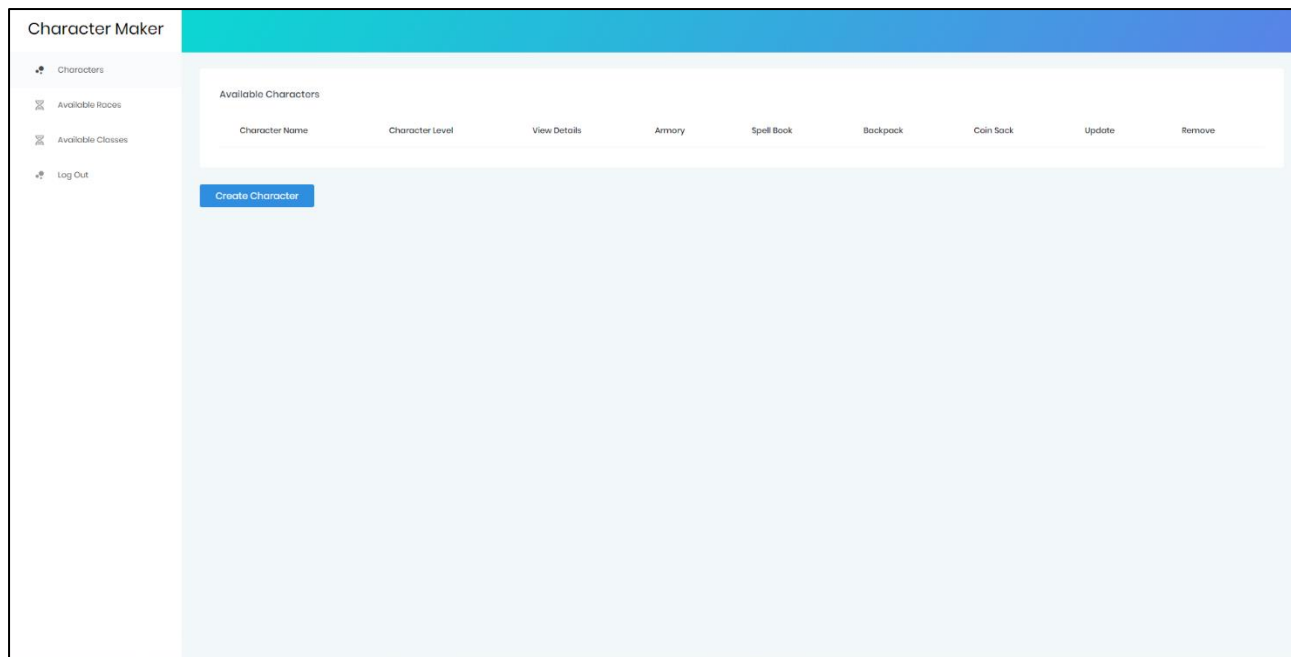 Character Maker
Characters
Available Races
Available Classes
Log Out
Available Characters
Character Name Character Level View Details Armory Spell Book Backpack Coin Sack Update Remove
Create Character